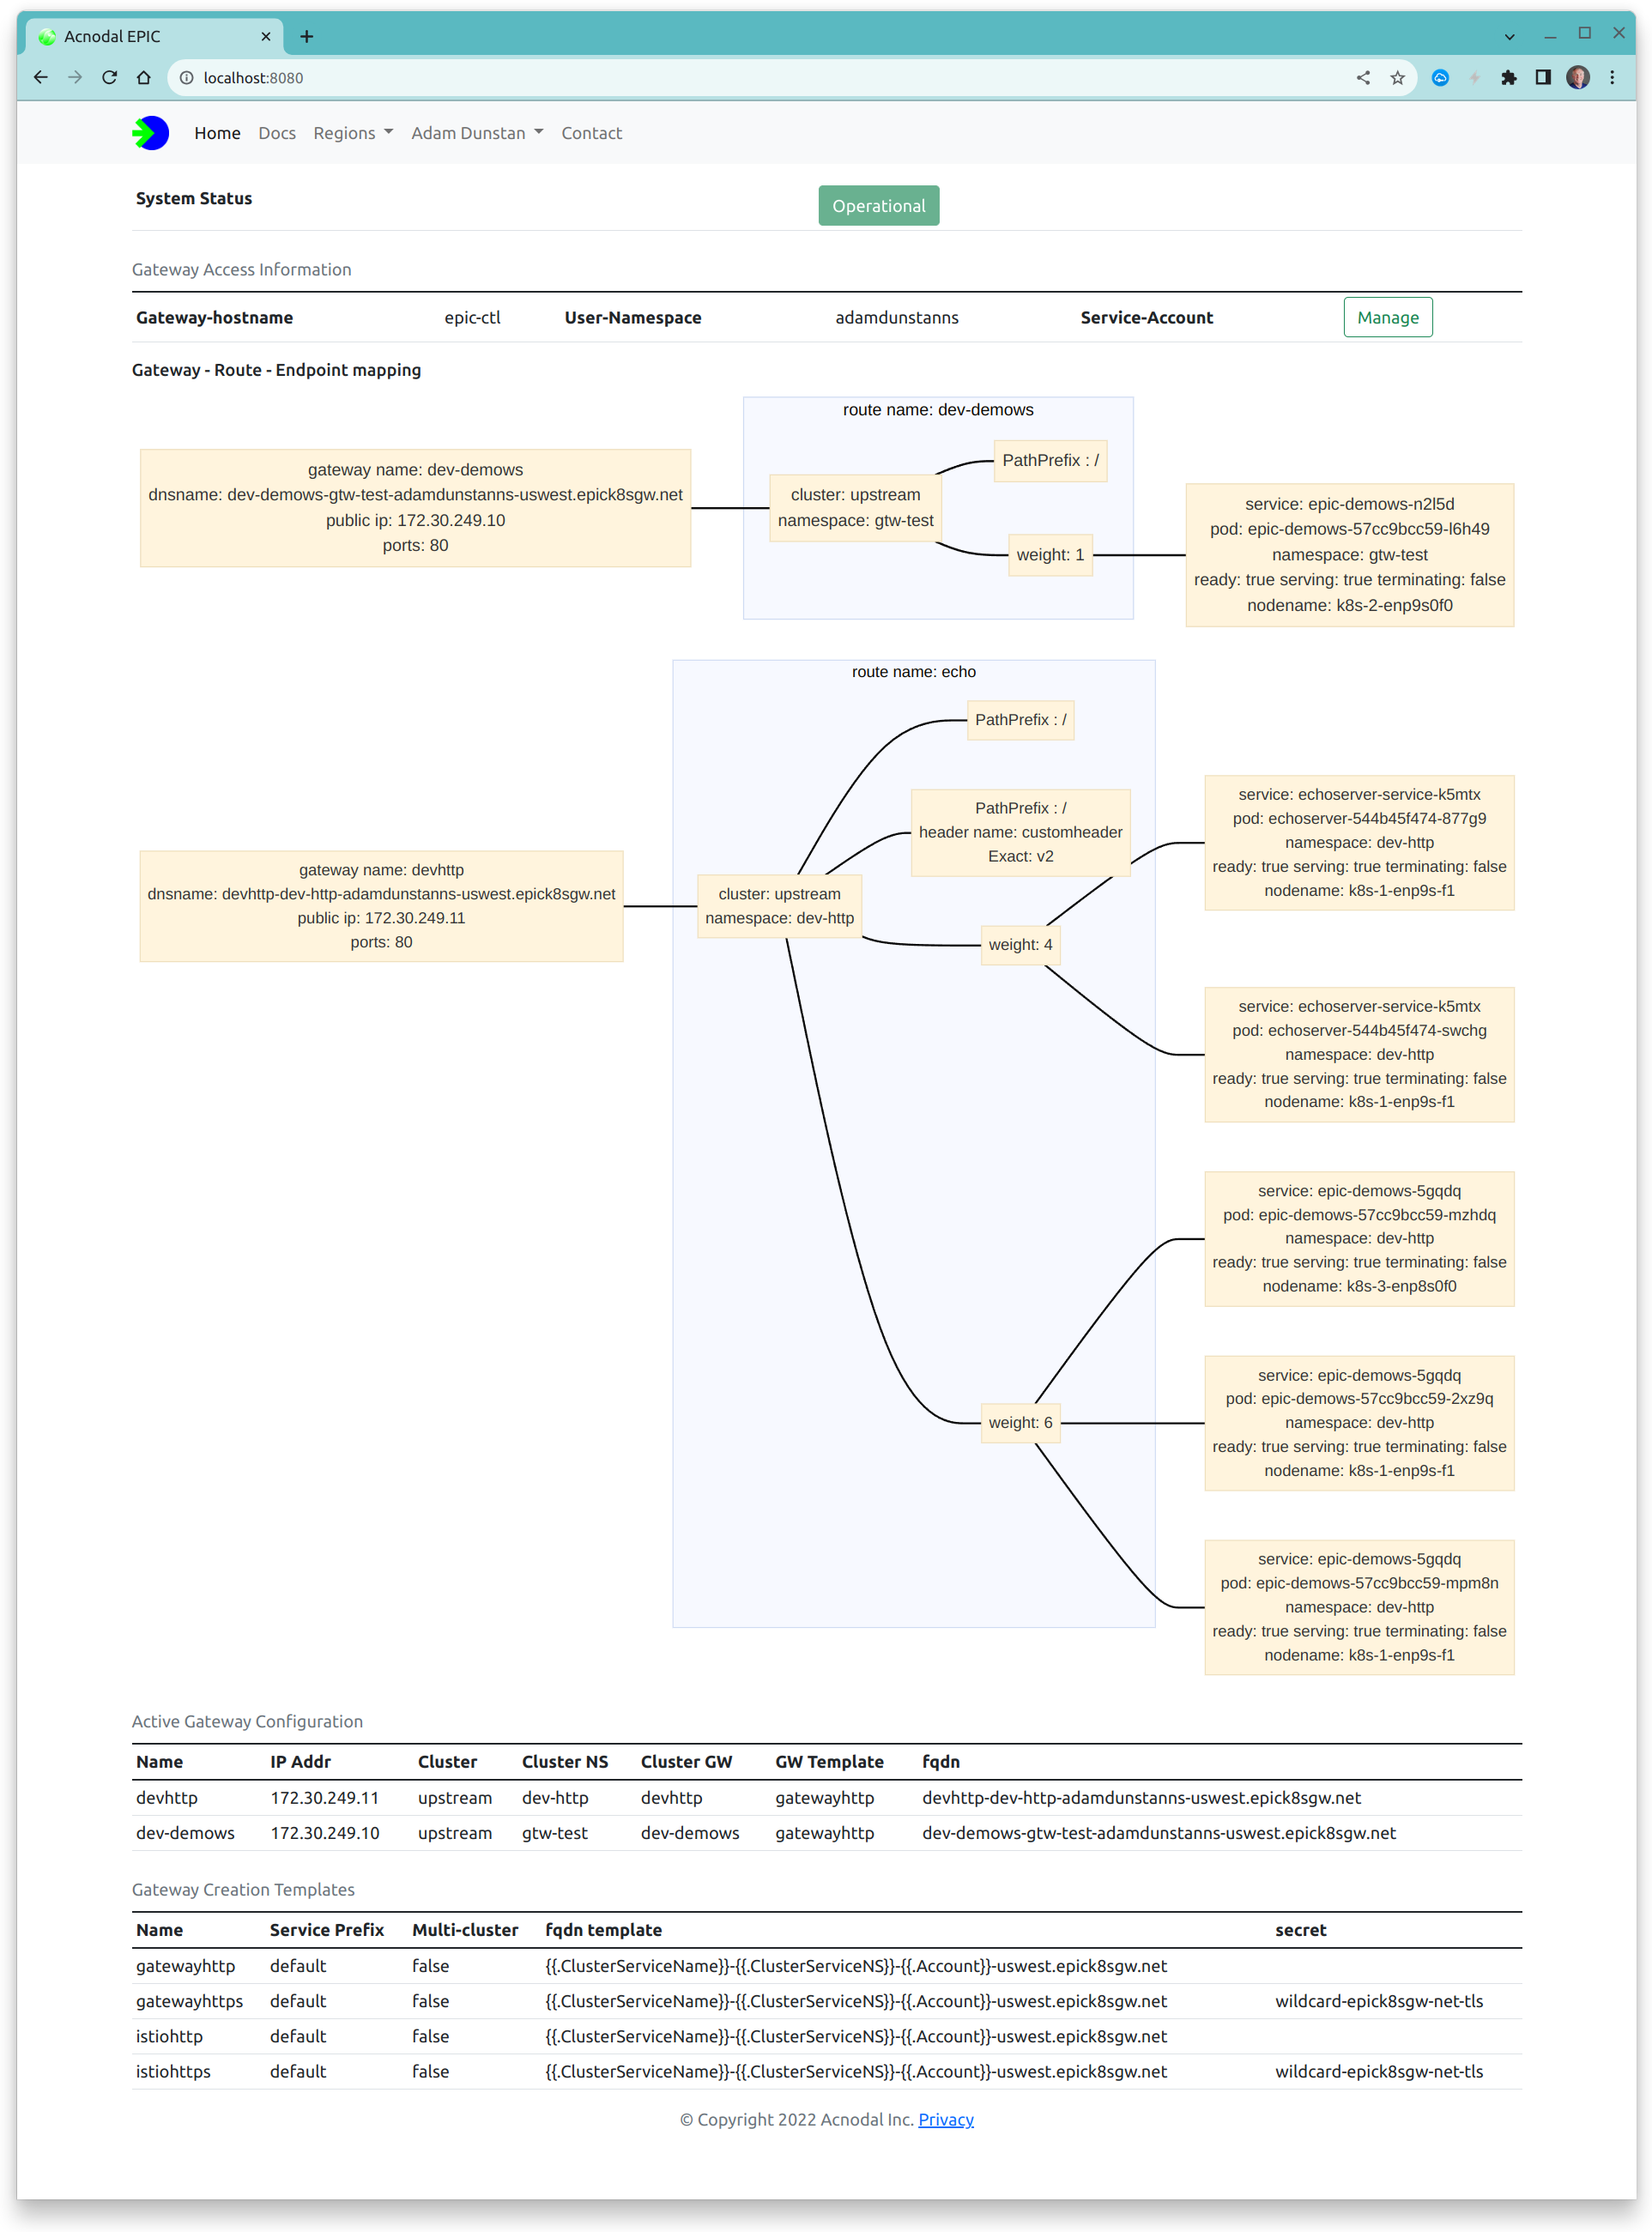 Acnodal EPIC
localhost:8080
Home Docs Regions Adam Dunstan Contact
System Status Operational
Gateway Access Information
Gateway-hostname epic-ctl User-Namespace adamdunstanns Service-Account Manage
Gateway - Route - Endpoint mapping
route name: dev-demows
gateway name: dev-demows
dnsname: dev-demows-gtw-test-adamdunstanns-uswest.epick8sgw.net
public ip: 172.30.249.10
ports: 80
cluster: upstream
namespace: gtw-test
PathPrefix : /
weight: 1
service: epic-demows-n2l5d
pod: epic-demows-57cc9bcc59-l6h49
namespace: gtw-test
ready: true serving: true terminating: false
nodename: k8s-2-enp9s0f0
route name: echo
PathPrefix : /
PathPrefix : /
header name: customheader
Exact: v2
gateway name: devhttp
dnsname: devhttp-dev-http-adamdunstanns-uswest.epick8sgw.net
public ip: 172.30.249.11
ports: 80
cluster: upstream
namespace: dev-http
weight: 4
service: echoserver-service-k5mtx
pod: echoserver-544b45f474-877g9
namespace: dev-http
ready: true serving: true terminating: false
nodename: k8s-1-enp9s-f1
service: echoserver-service-k5mtx
pod: echoserver-544b45f474-swchg
namespace: dev-http
ready: true serving: true terminating: false
nodename: k8s-1-enp9s-f1
weight: 6
service: epic-demows-5gqdq
pod: epic-demows-57cc9bcc59-mzhdq
namespace: dev-http
ready: true serving: true terminating: false
nodename: k8s-3-enp8s0f0
service: epic-demows-5gqdq
pod: epic-demows-57cc9bcc59-2xz9q
namespace: dev-http
ready: true serving: true terminating: false
nodename: k8s-1-enp9s-f1
service: epic-demows-5gqdq
pod: epic-demows-57cc9bcc59-mpm8n
namespace: dev-http
ready: true serving: true terminating: false
nodename: k8s-1-enp9s-f1
Active Gateway Configuration
Name IP Addr Cluster Cluster NS Cluster GW GW Template fqdn
devhttp 172.30.249.11 upstream dev-http devhttp gatewayhttp devhttp-dev-http-adamdunstanns-uswest.epick8sgw.net
dev-demows 172.30.249.10 upstream gtw-test dev-demows gatewayhttp dev-demows-gtw-test-adamdunstanns-uswest.epick8sgw.net
Gateway Creation Templates
Name Service Prefix Multi-cluster fqdn template secret
gatewayhttp default false {{.ClusterServiceName}}-{{.ClusterServiceNS}}-{{.Account}}-uswest.epick8sgw.net
gatewayhttps default false {{.ClusterServiceName}}-{{.ClusterServiceNS}}-{{.Account}}-uswest.epick8sgw.net wildcard-epick8sgw-net-tls
istiohttp default false {{.ClusterServiceName}}-{{.ClusterServiceNS}}-{{.Account}}-uswest.epick8sgw.net
istiohttps default false {{.ClusterServiceName}}-{{.ClusterServiceNS}}-{{.Account}}-uswest.epick8sgw.net wildcard-epick8sgw-net-tls
© Copyright 2022 Acnodal Inc. Privacy